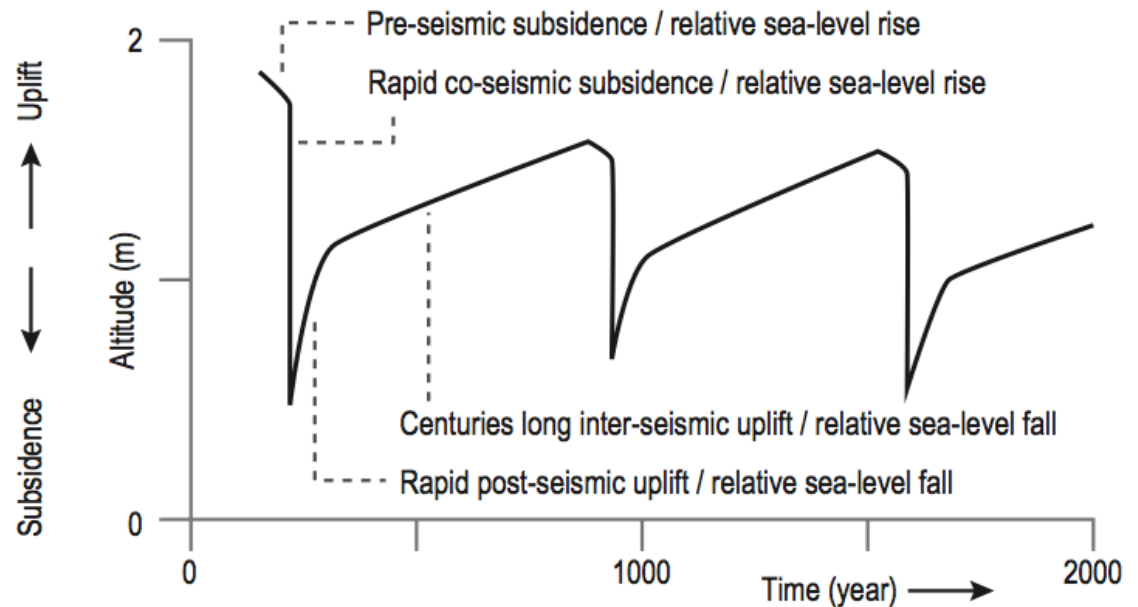 Pre-seismic subsidence / relative sea-level rise
Rapid co-seismic subsidence / relative sea-level rise
2
Uplift
Altitude (m)
Subsidence
Centuries long inter-seismic uplift / relative sea-level fall
Rapid post-seismic uplift / relative sea-level fall
0
0
1000
2000
Time (year)